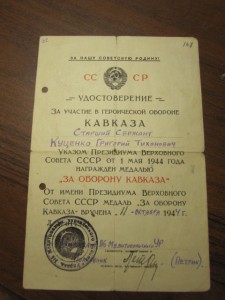 ЗА НАШУ СОВЕТСКУЮ РОДИНУ!
СС СР
УДОСТОВЕРЕНИЕ
ЗА УЧАСТИЕ В ГЕРОИЧЕСКОЙ ОБОРОНЕ
КАВКАЗА
Старший Сержант
Куценко Григорий Тихонович
УКАЗОМ ПРЕЗИДИУМА ВЕРХОВНОГО
СОВЕТА СССР ОТ 1 МАЯ 1944 ГОДА
НАГРАЖДЕН МЕДАЛЬЮ
"ЗА ОБОРОНУ КАВКАЗА"
ОТ ИМЕНИ ПРЕЗИДИУМА ВЕРХОВНОГО
СОВЕТА СССР МЕДАЛЬ "ЗА ОБОРОНУ
КАВКАЗА" ВРУЧЕНА "11" октября 1944 г.